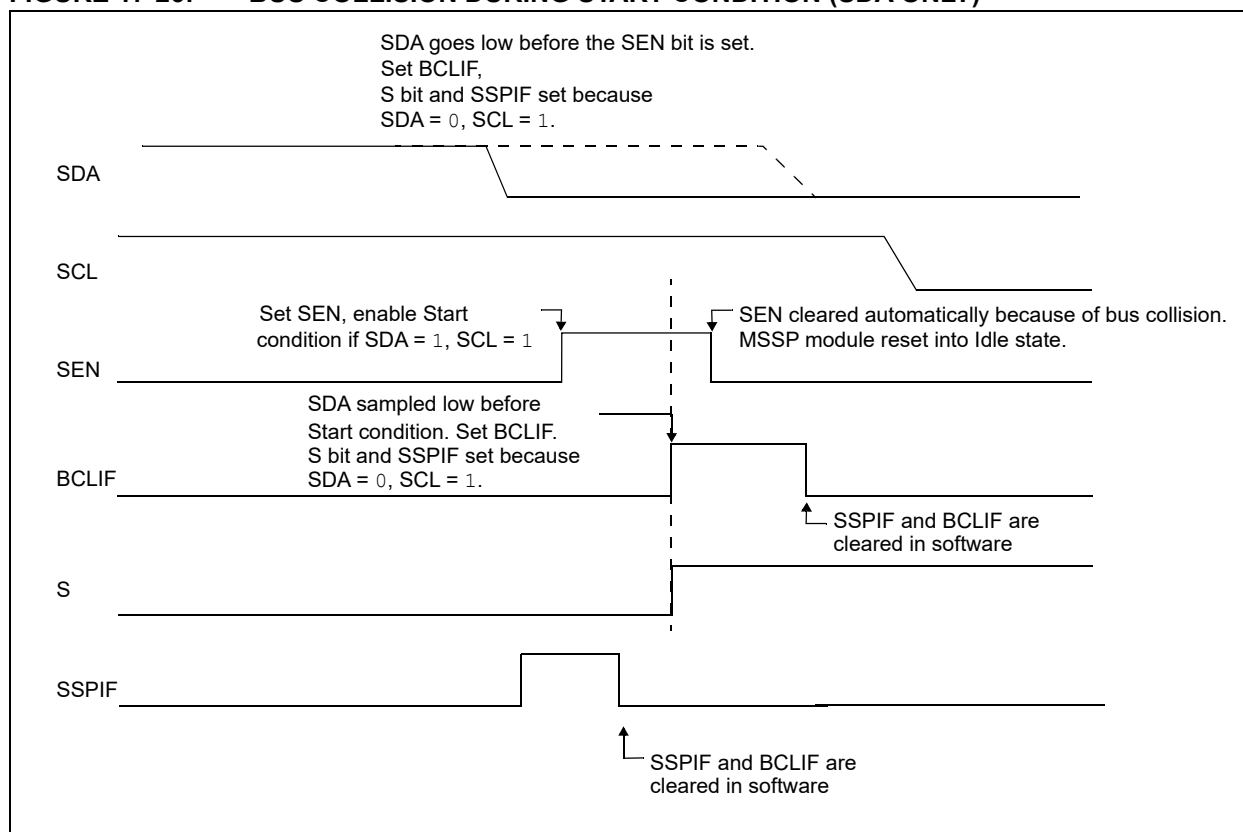 SDA goes low before the SEN bit is set.
Set BCLIF,
S bit and SSPIF set because
SDA = 0, SCL = 1.
SDA
SCL
Set SEN, enable Start
condition if SDA = 1, SCL = 1
SEN cleared automatically because of bus collision.
MSSP module reset into Idle state.
SEN
SDA sampled low before
Start condition. Set BCLIF.
S bit and SSPIF set because
SDA = 0, SCL = 1.
BCLIF
SSPIF and BCLIF are
cleared in software
S
SSPIF
SSPIF and BCLIF are
cleared in software